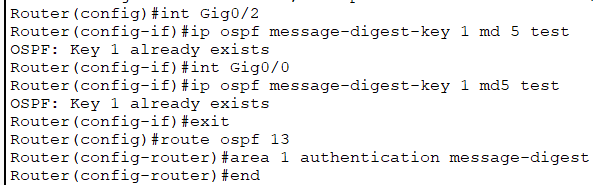 Router(config)#int Gig0/2
Router(config-if)#ip ospf message-digest-key 1 md 5 test
OSPF: Key 1 already exists
Router(config-if)#int Gig0/0
Router(config-if)#ip ospf message-digest-key 1 md5 test
OSPF: Key 1 already exists
Router(config-if)#exit
Router(config)#route ospf 13
Router(config-router)#area 1 authentication message-digest
Router(config-router)#end